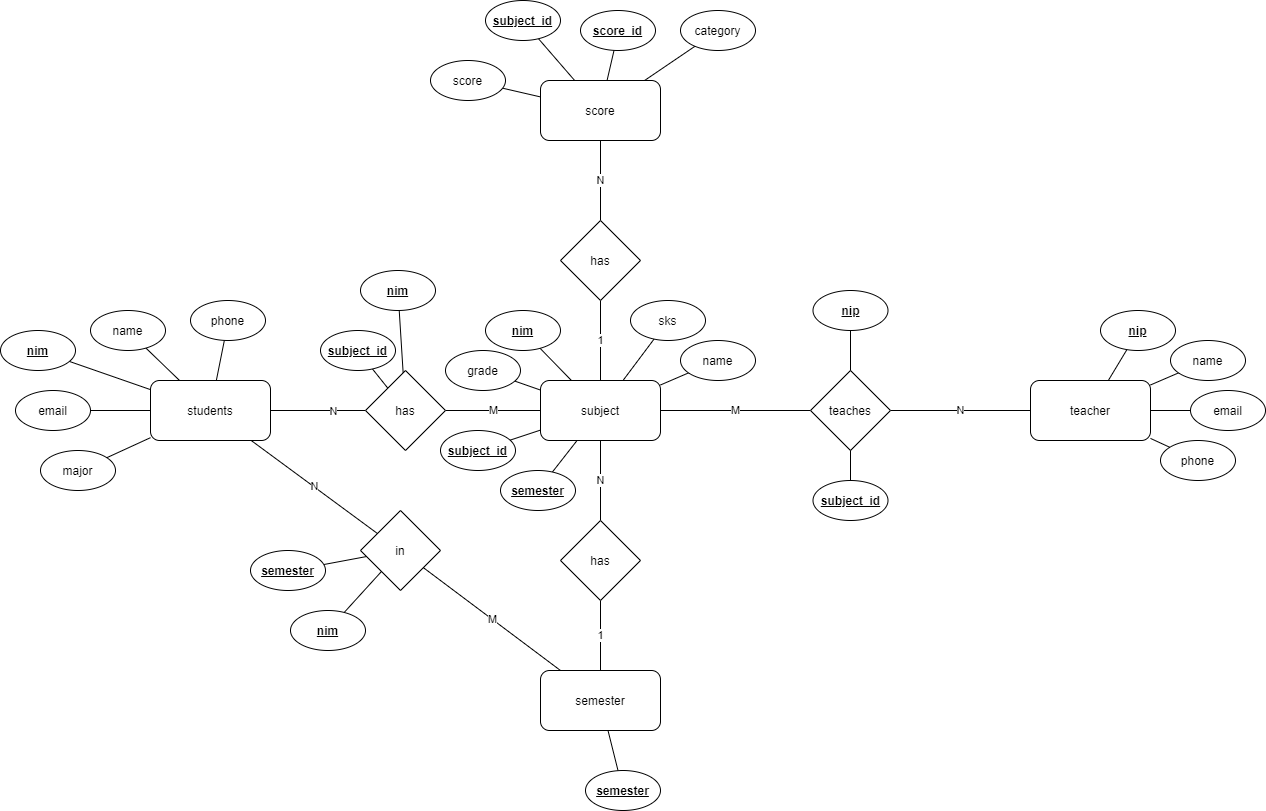 subject_id
score_id
category
score
score
N
has
nim
1
phone
sks
nip
name
nim
nip
nim
subject_id
name
name
grade
students
N
has
M
subject
M
teaches
N
teacher
email
email
subject_id
major
phone
N
N
semester
subject_id
in
has
semester
M
nim
1
semester
semester